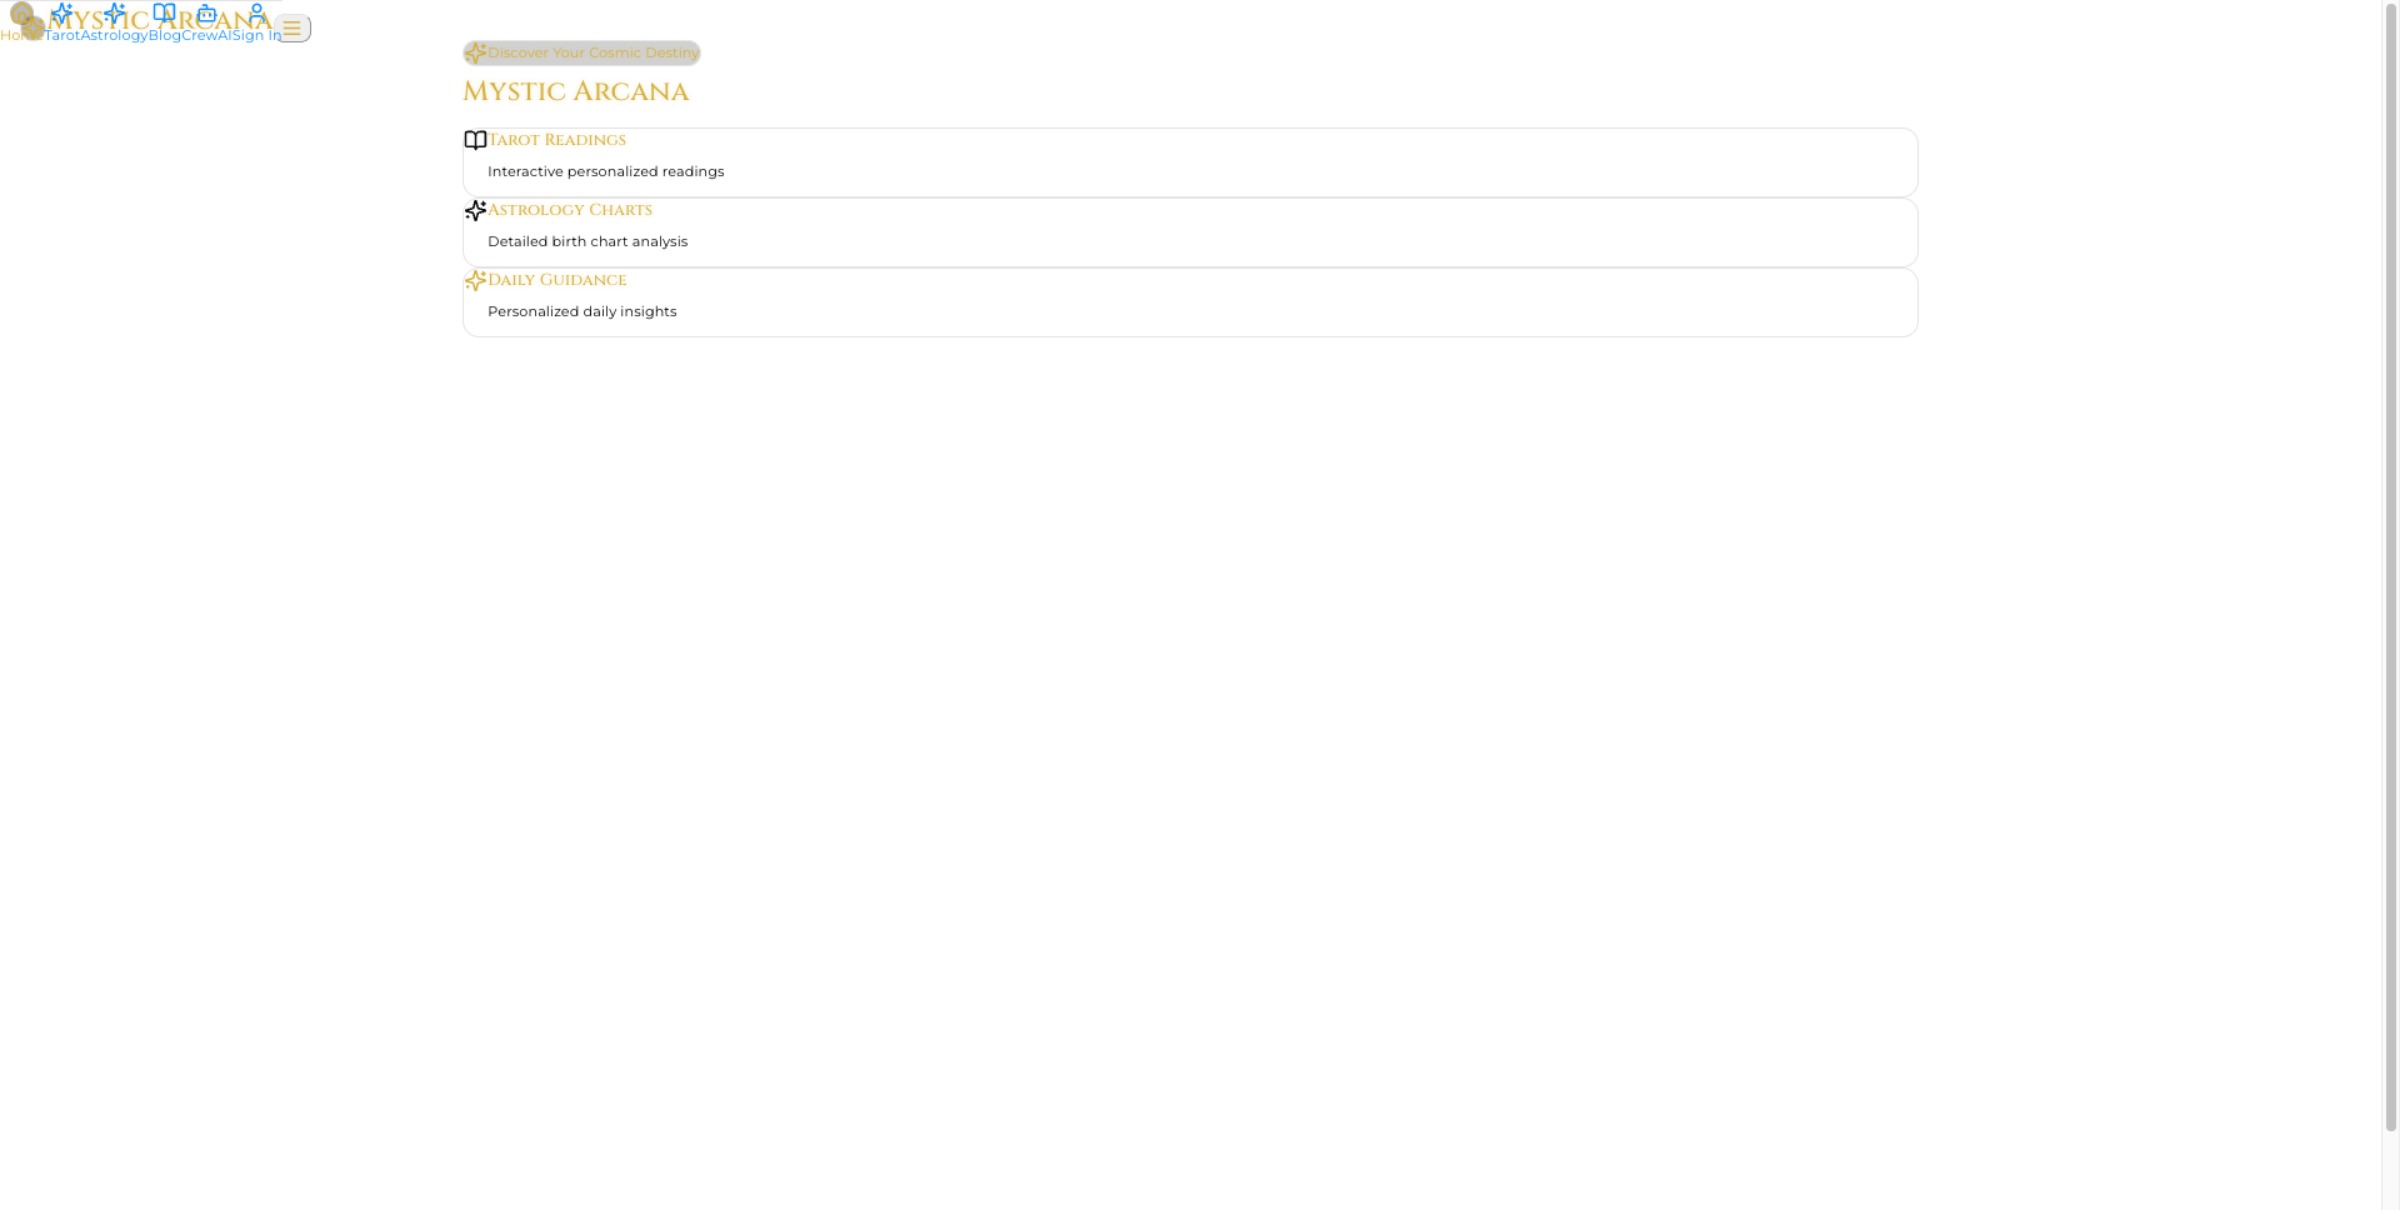 Mystic Arcana
Home Tarot Astrology Blog CrewAI Sign In
Discover Your Cosmic Destiny
Mystic Arcana
Tarot Readings
Interactive personalized readings
Astrology Charts
Detailed birth chart analysis
Daily Guidance
Personalized daily insights